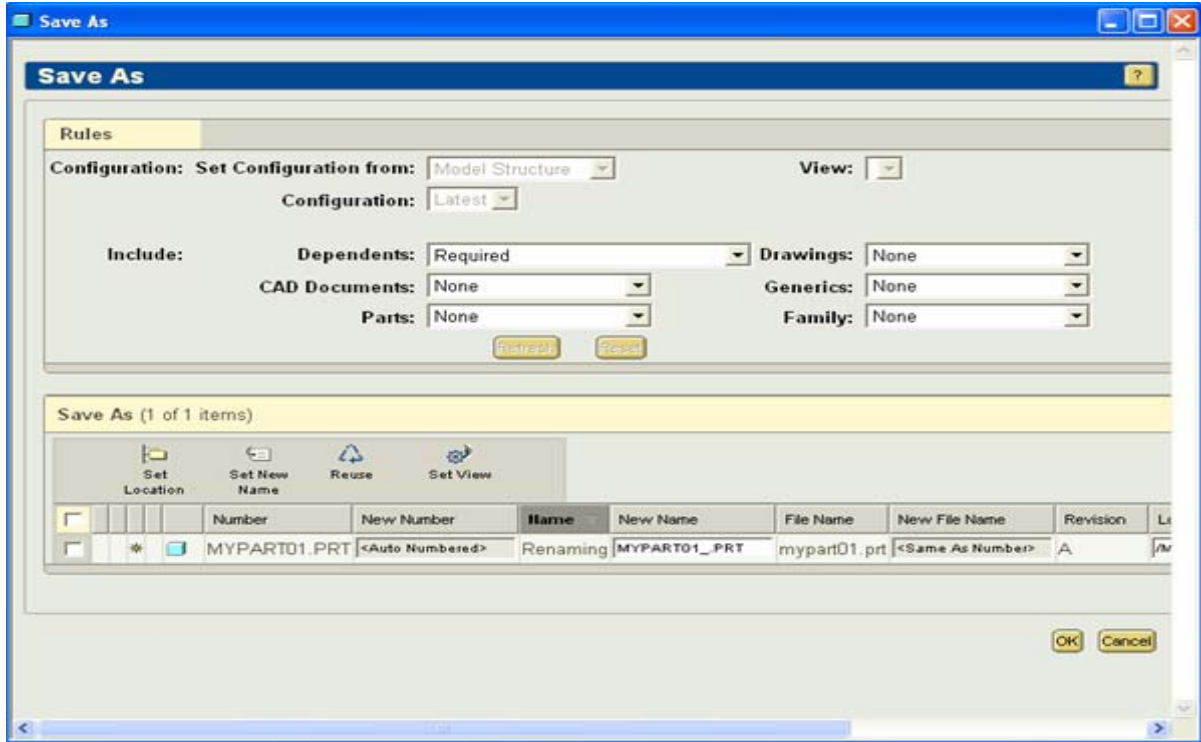 Save As
Save As
?
Rules
Configuration: Set Configuration from: Model Structure View:
Configuration: Latest
Include: Dependents: Required Drawings: None
CAD Documents: None Generics: None
Parts: None Family: None
Refresh Reset
Save As (1 of 1 items)
Set Location Set New Name Reuse Set View
Number New Number Name New Name File Name New File Name Revision
MYPART01.PRT <Auto Numbered> Renaming MYPART01_.PRT mypart01.prt <Same As Number> A
OK Cancel